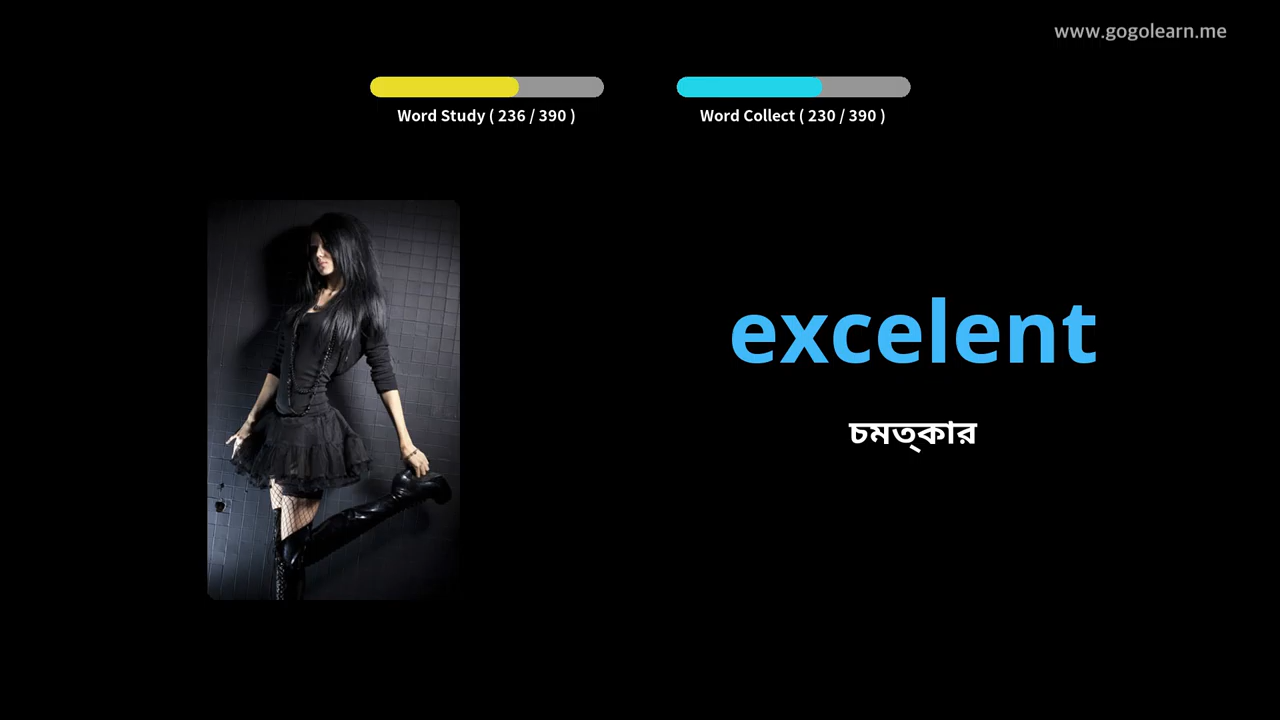 www.gogolearn.me
Word Study ( 236 / 390 )
Word Collect ( 230 / 390 )
excelent
চমত্কার